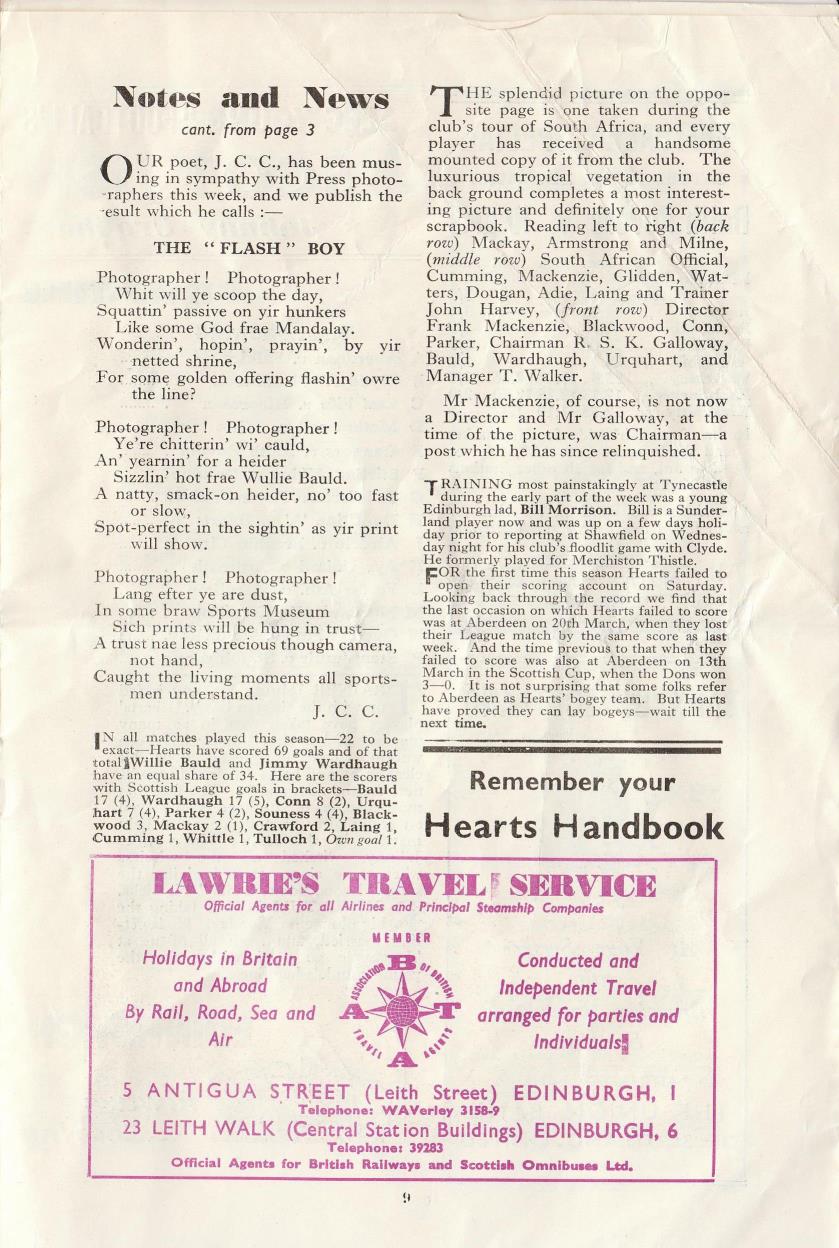 Notes and News
cant. from page 3
OUR poet, J. C. C., has been mus-
ing in sympathy with Press photo-
-raphers this week, and we publish the
-esult which he calls :—
THE “FLASH” BOY
Photographer ! Photographer !
Whit will ye scoop the day,
Squattin’ passive on yir hunkers
Like some God frae Mandalay.
Wonderin’, hopin’, prayin’, by yir
netted shrine,
For some golden offering flashin’ owre
the line?
Photographer ! Photographer !
Ye’re chitterin’ wi’ cauld,
An’ yearnin’ for a heider
Sizzlin’ hot frae Wullie Bauld.
A natty, smack-on heider, no’ too fast
or slow,
Spot-perfect in the sightin’ as yir print
will show.
Photographer ! Photographer !
Lang efter ye are dust,
In some braw Sports Museum
Sich prints will be hung in trust—
A trust nae less precious though camera,
not hand,
Caught the living moments all sports-
men understand.
J. C. C.
IN all matches played this season—22 to be
exact—Hearts have scored 69 goals and of that
total Willie Bauld and Jimmy Wardhaugh
have an equal share of 34. Here are the scorers
with Scottish League goals in brackets—Bauld
17 (4), Wardhaugh 17 (5), Conn 8 (2), Urqu-
hart 7 (4), Parker 4 (2), Souness 4 (4), Black-
wood 3, Mackay 2 (1), Crawford 2, Laing 1,
Cumming 1, Whittle 1, Tulloch 1, Own goal 1.
THE splendid picture on the oppo-
site page is one taken during the
club’s tour of South Africa, and every
player has received a handsome
mounted copy of it from the club. The
luxurious tropical vegetation in the
back ground completes a most interest-
ing picture and definitely one for your
scrapbook. Reading left to right (back
row) Mackay, Armstrong and Milne,
(middle row) South African Official,
Cumming, Mackenzie, Glidden, Wat-
ters, Dougan, Adie, Laing and Trainer
John Harvey, (front row) Director
Frank Mackenzie, Blackwood, Conn,
Parker, Chairman R. S. K. Galloway,
Bauld, Wardhaugh, Urquhart, and
Manager T. Walker.
Mr Mackenzie, of course, is not now
a Director and Mr Galloway, at the
time of the picture, was Chairman—a
post which he has since relinquished.
TRAINING most painstakingly at Tynecastle
during the early part of the week was a young
Edinburgh lad, Bill Morrison. Bill is a Sunder-
land player now and was up on a few days holi-
day prior to reporting at Shawfield on Wednes-
day night for his club’s floodlit game with Clyde.
He formerly played for Merchiston Thistle.
FOR the first time this season Hearts failed to
open their scoring account on Saturday.
Looking back through the record we find that
the last occasion on which Hearts failed to score
was at Aberdeen on 20th March, when they lost
their League match by the same score as last
week. And the time previous to that when they
failed to score was also at Aberdeen on 13th
March in the Scottish Cup, when the Dons won
3—0. It is not surprising that some folks refer
to Aberdeen as Hearts’ bogey team. But Hearts
have proved they can lay bogeys—wait till the
next time.
Remember your
Hearts Handbook
LAWRIE’S TRAVEL SERVICE
Official Agents for all Airlines and Principal Steamship Companies
Holidays in Britain
and Abroad
By Rail, Road, Sea and
Air
MEMBER
ASSOCIATION OF BRITISH
TRAVEL AGENTS
A B T A
Conducted and
Independent Travel
arranged for parties and
Individuals
5 ANTIGUA STREET (Leith Street) EDINBURGH, 1
Telephone: WAVerley 3158-9
23 LEITH WALK (Central Station Buildings) EDINBURGH, 6
Telephone: 39283
Official Agents for British Railways and Scottish Omnibuses Ltd.
9